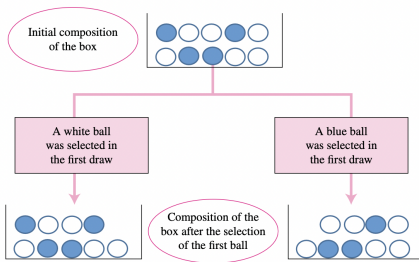 Initial composition
of the box
A white ball
was selected in
the first draw
A blue ball
was selected in
the first draw
Composition of the
box after the selection
of the first ball